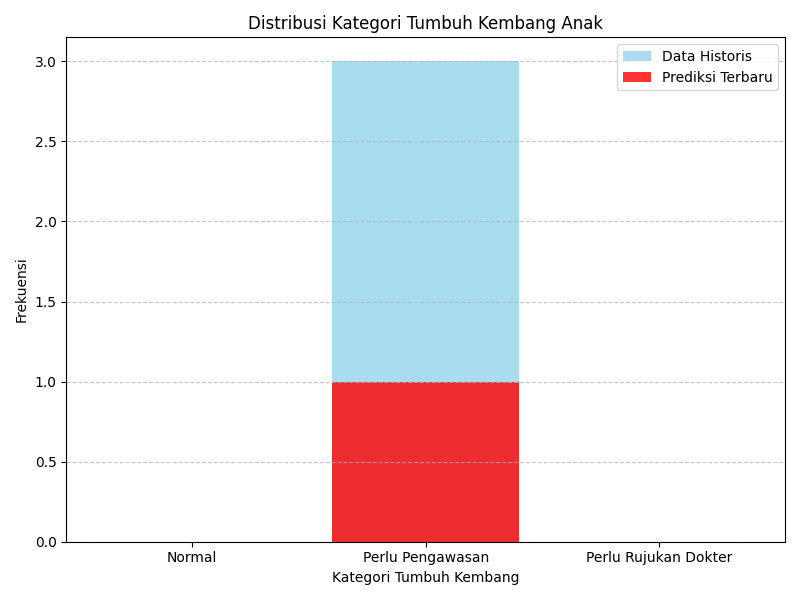 Distribusi Kategori Tumbuh Kembang Anak
Data Historis
Prediksi Terbaru
3.0
2.5
2.0
1.5
1.0
0.5
0.0
Frekuensi
Normal
Perlu Pengawasan
Perlu Rujukan Dokter
Kategori Tumbuh Kembang